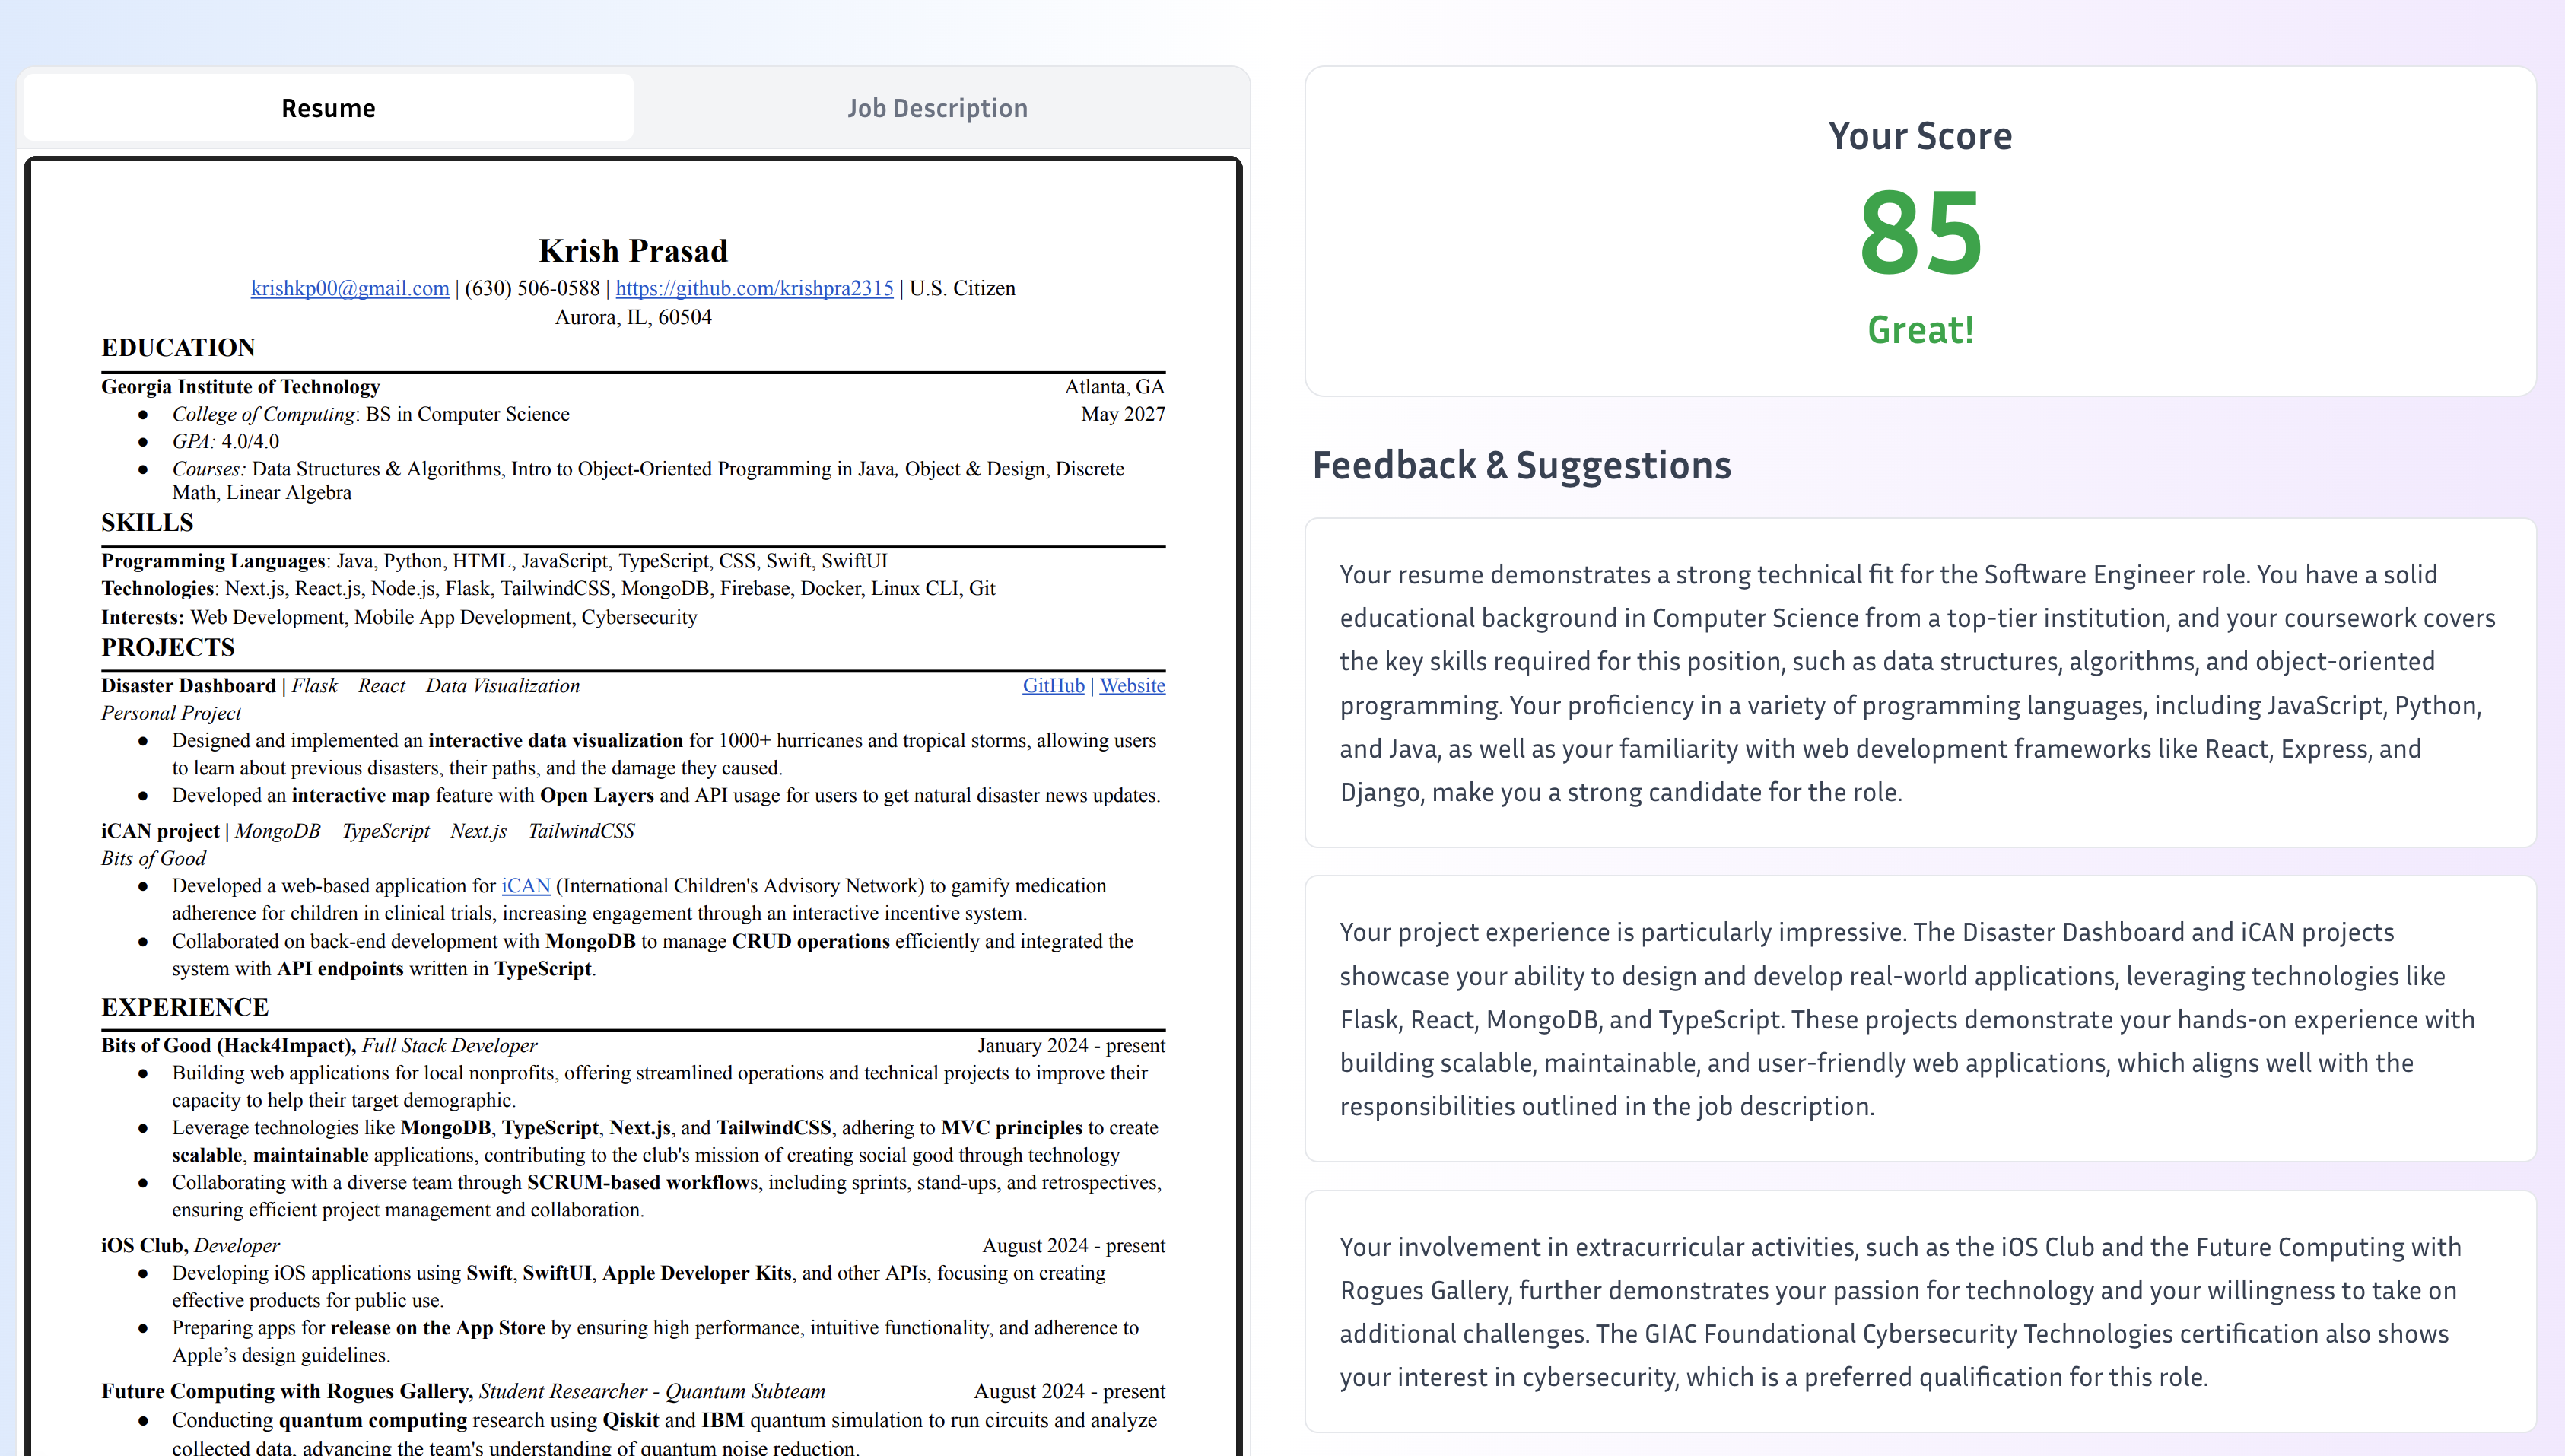 Resume
Job Description
Krish Prasad
krishkp00@gmail.com | (630) 506-0588 | https://github.com/krishpra2315 | U.S. Citizen
Aurora, IL, 60504
EDUCATION
Georgia Institute of Technology Atlanta, GA
● College of Computing: BS in Computer Science May 2027
● GPA: 4.0/4.0
● Courses: Data Structures & Algorithms, Intro to Object-Oriented Programming in Java, Object & Design, Discrete
Math, Linear Algebra
SKILLS
Programming Languages: Java, Python, HTML, JavaScript, TypeScript, CSS, Swift, SwiftUI
Technologies: Next.js, React.js, Node.js, Flask, TailwindCSS, MongoDB, Firebase, Docker, Linux CLI, Git
Interests: Web Development, Mobile App Development, Cybersecurity
PROJECTS
Disaster Dashboard | Flask React Data Visualization GitHub | Website
Personal Project
● Designed and implemented an interactive data visualization for 1000+ hurricanes and tropical storms, allowing users
to learn about previous disasters, their paths, and the damage they caused.
● Developed an interactive map feature with Open Layers and API usage for users to get natural disaster news updates.
iCAN project | MongoDB TypeScript Next.js TailwindCSS
Bits of Good
● Developed a web-based application for iCAN (International Children's Advisory Network) to gamify medication
adherence for children in clinical trials, increasing engagement through an interactive incentive system.
● Collaborated on back-end development with MongoDB to manage CRUD operations efficiently and integrated the
system with API endpoints written in TypeScript.
EXPERIENCE
Bits of Good (Hack4Impact), Full Stack Developer January 2024 - present
● Building web applications for local nonprofits, offering streamlined operations and technical projects to improve their
capacity to help their target demographic.
● Leverage technologies like MongoDB, TypeScript, Next.js, and TailwindCSS, adhering to MVC principles to create
scalable, maintainable applications, contributing to the club's mission of creating social good through technology
● Collaborating with a diverse team through SCRUM-based workflows, including sprints, stand-ups, and retrospectives,
ensuring efficient project management and collaboration.
iOS Club, Developer August 2024 - present
● Developing iOS applications using Swift, SwiftUI, Apple Developer Kits, and other APIs, focusing on creating
effective products for public use.
● Preparing apps for release on the App Store by ensuring high performance, intuitive functionality, and adherence to
Apple’s design guidelines.
Future Computing with Rogues Gallery, Student Researcher - Quantum Subteam August 2024 - present
● Conducting quantum computing research using Qiskit and IBM quantum simulation to run circuits and analyze
collected data, advancing the team's understanding of quantum noise reduction.
Your Score
85
Great!
Feedback & Suggestions
Your resume demonstrates a strong technical fit for the Software Engineer role. You have a solid
educational background in Computer Science from a top-tier institution, and your coursework covers
the key skills required for this position, such as data structures, algorithms, and object-oriented
programming. Your proficiency in a variety of programming languages, including JavaScript, Python,
and Java, as well as your familiarity with web development frameworks like React, Express, and
Django, make you a strong candidate for the role.
Your project experience is particularly impressive. The Disaster Dashboard and iCAN projects
showcase your ability to design and develop real-world applications, leveraging technologies like
Flask, React, MongoDB, and TypeScript. These projects demonstrate your hands-on experience with
building scalable, maintainable, and user-friendly web applications, which aligns well with the
responsibilities outlined in the job description.
Your involvement in extracurricular activities, such as the iOS Club and the Future Computing with
Rogues Gallery, further demonstrates your passion for technology and your willingness to take on
additional challenges. The GIAC Foundational Cybersecurity Technologies certification also shows
your interest in cybersecurity, which is a preferred qualification for this role.